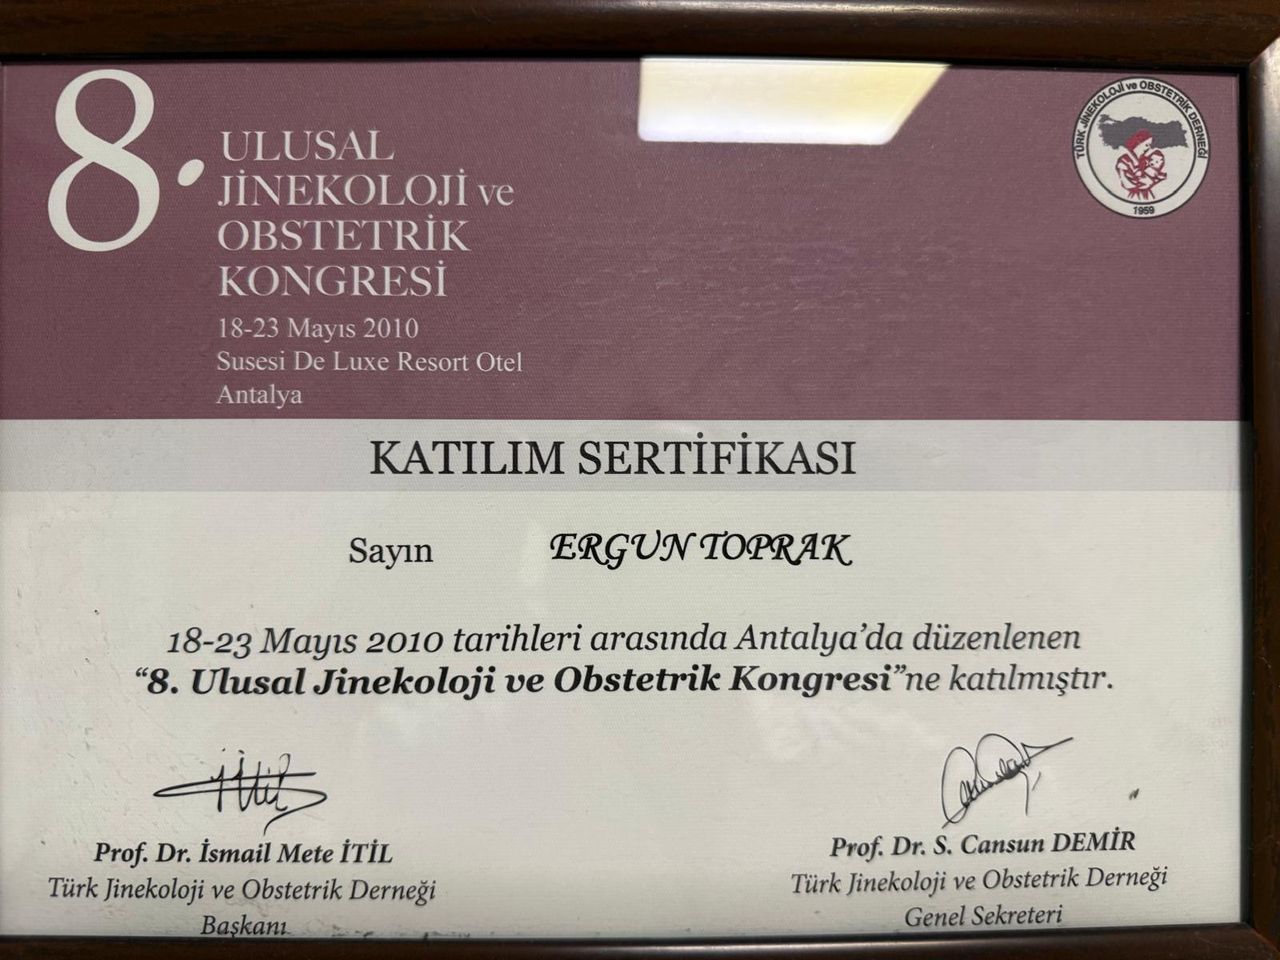 8. ULUSAL
JİNEKOLOJİ ve
OBSTETRİK
KONGRESİ
18-23 Mayıs 2010
Susesi De Luxe Resort Otel
Antalya
TÜRK JİNEKOLOJİ ve OBSTETRİK DERNEĞİ
1959
KATILIM SERTİFİKASI
Sayın ERGUN TOPRAK
18-23 Mayıs 2010 tarihleri arasında Antalya'da düzenlenen
“8. Ulusal Jinekoloji ve Obstetrik Kongresi”ne katılmıştır.
Prof. Dr. İsmail Mete İTİL
Türk Jinekoloji ve Obstetrik Derneği
Başkanı
Prof. Dr. S. Cansun DEMİR
Türk Jinekoloji ve Obstetrik Derneği
Genel Sekreteri